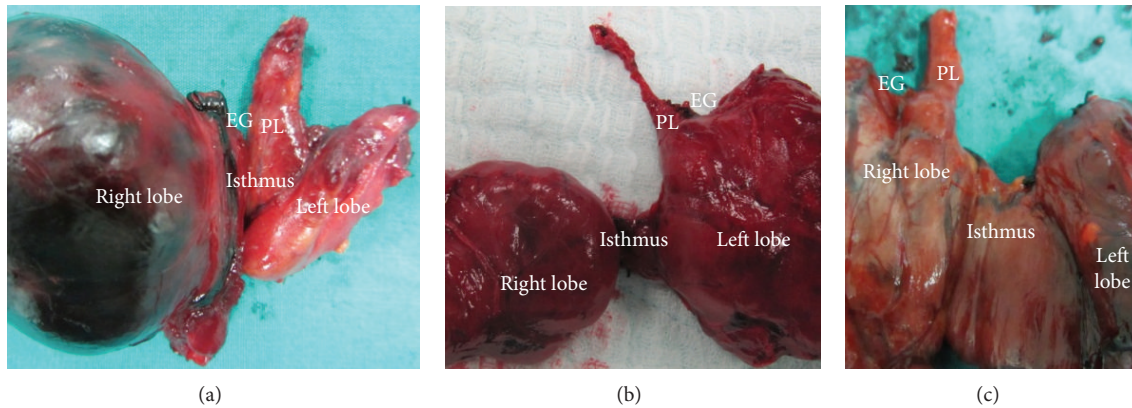 EG
PL
Isthmus
Right lobe
Left lobe
(a)
EG
PL
Isthmus
Left lobe
Right lobe
(b)
EG
PL
Right lobe
Isthmus
Left
lobe
(c)